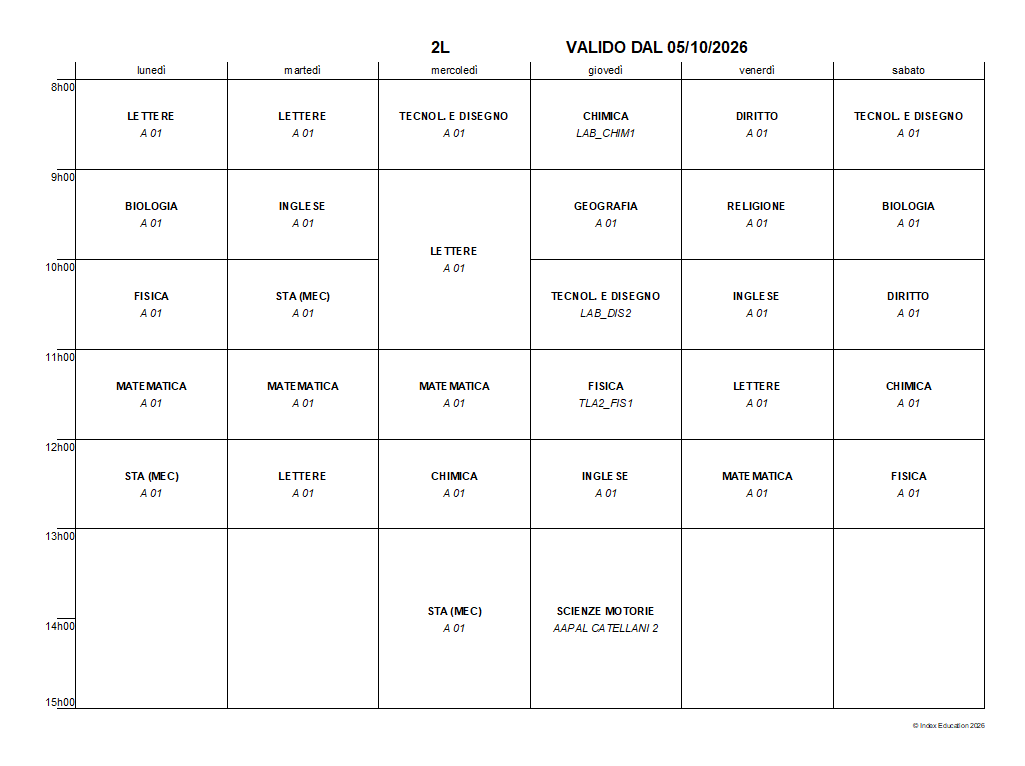 2L VALIDO DAL 05/10/2026
lunedì martedì mercoledì giovedì venerdì sabato
8h00
LETTERE LETTERE TECNOL. E DISEGNO CHIMICA DIRITTO TECNOL. E DISEGNO
A 01 A 01 A 01 LAB_CHIM1 A 01 A 01
9h00
BIOLOGIA INGLESE GEOGRAFIA RELIGIONE BIOLOGIA
A 01 A 01 A 01 A 01 A 01
LETTERE
A 01
10h00
FISICA STA (MEC) TECNOL. E DISEGNO INGLESE DIRITTO
A 01 A 01 LAB_DIS2 A 01 A 01
11h00
MATEMATICA MATEMATICA MATEMATICA FISICA LETTERE CHIMICA
A 01 A 01 A 01 TLA2_FIS1 A 01 A 01
12h00
STA (MEC) LETTERE CHIMICA INGLESE MATEMATICA FISICA
A 01 A 01 A 01 A 01 A 01 A 01
13h00
STA (MEC) SCIENZE MOTORIE
A 01 AAPAL CATELLANI 2
14h00
15h00
© Index Education 2026